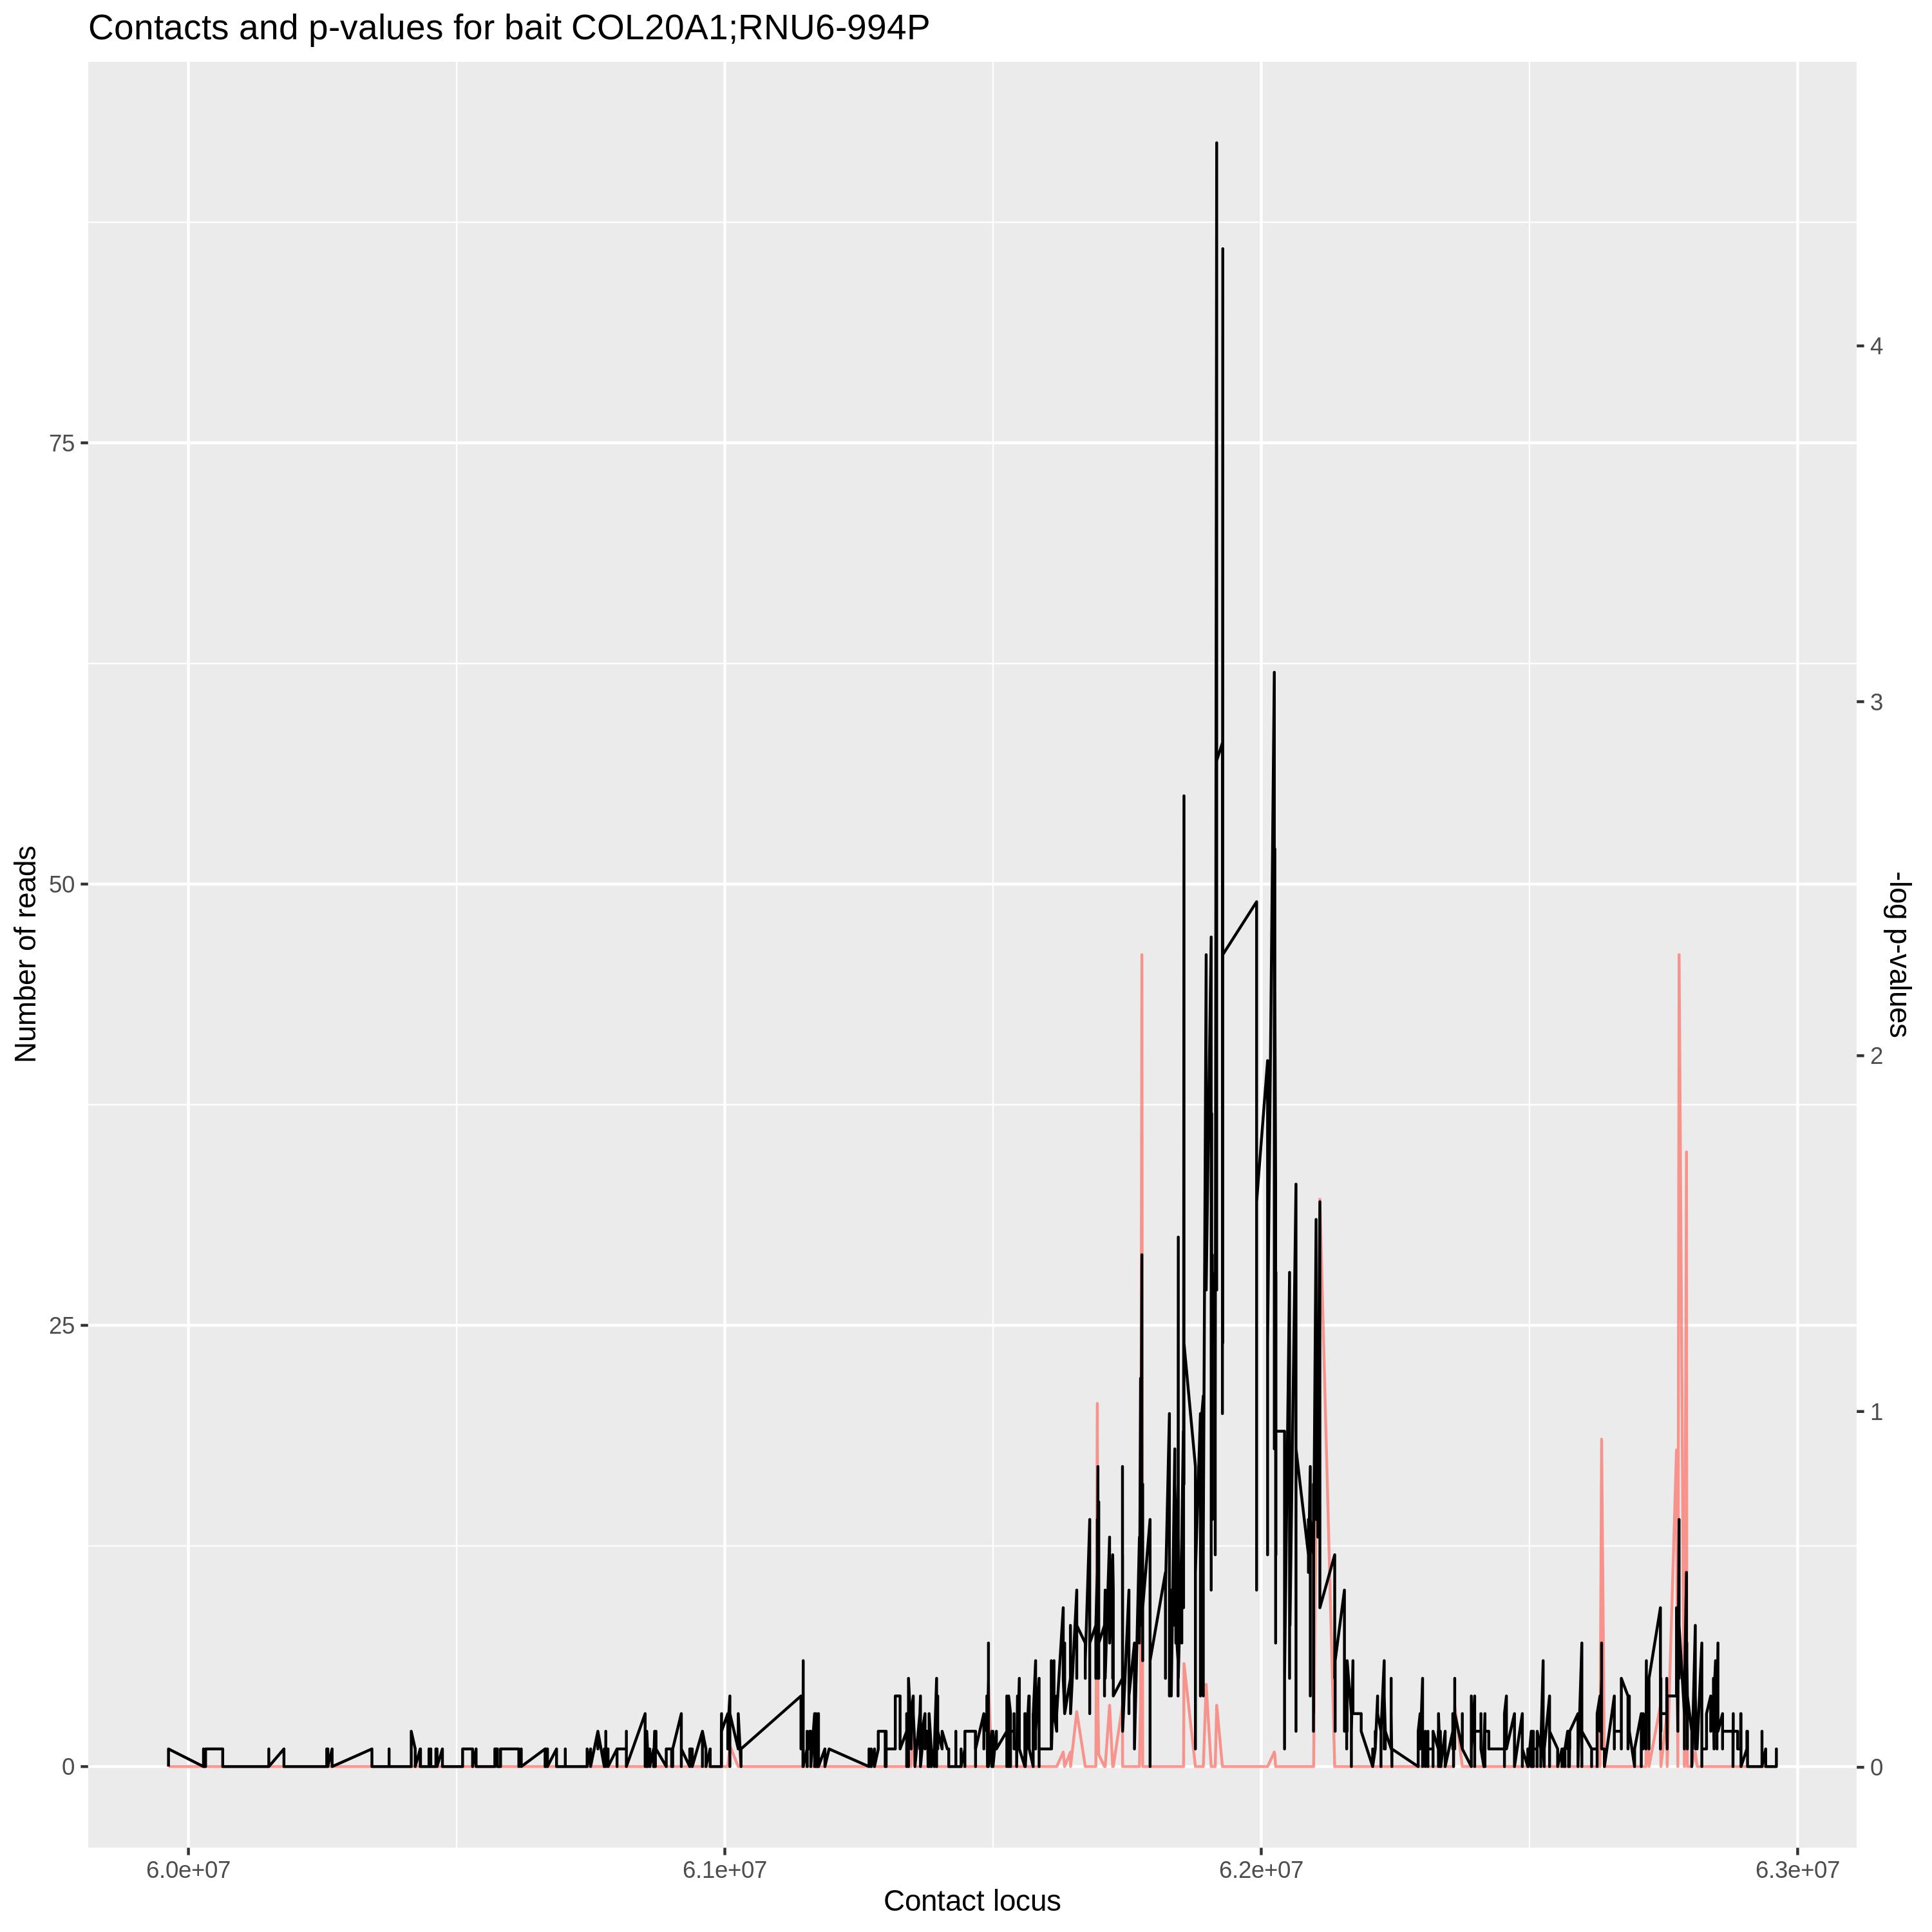 Contacts and p-values for bait COL20A1;RNU6-994P
Number of reads
75
50
25
0
4
3
2
1
0
-log p-values
6.0e+07
6.1e+07
6.2e+07
6.3e+07
Contact locus